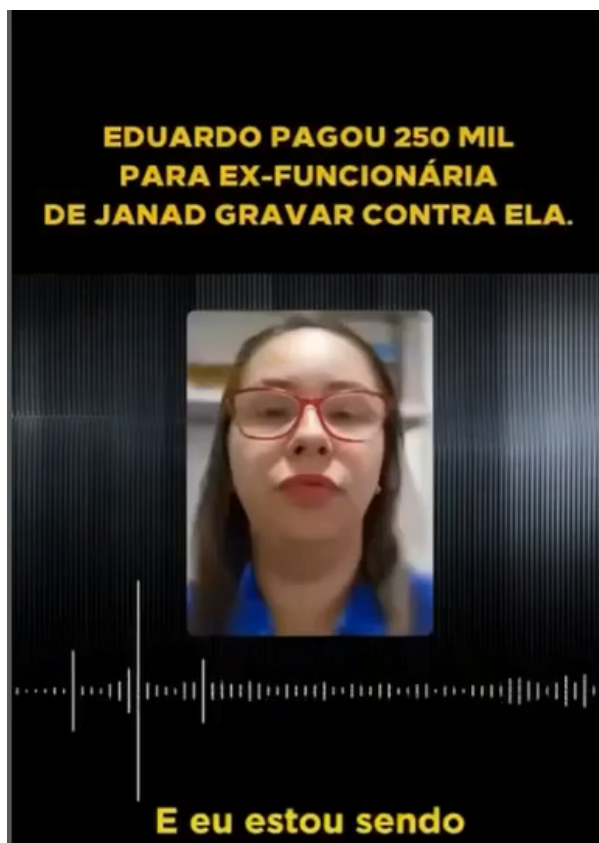 EDUARDO PAGOU 250 MIL
PARA EX-FUNCIONÁRIA
DE JANAD GRAVAR CONTRA ELA.
E eu estou sendo